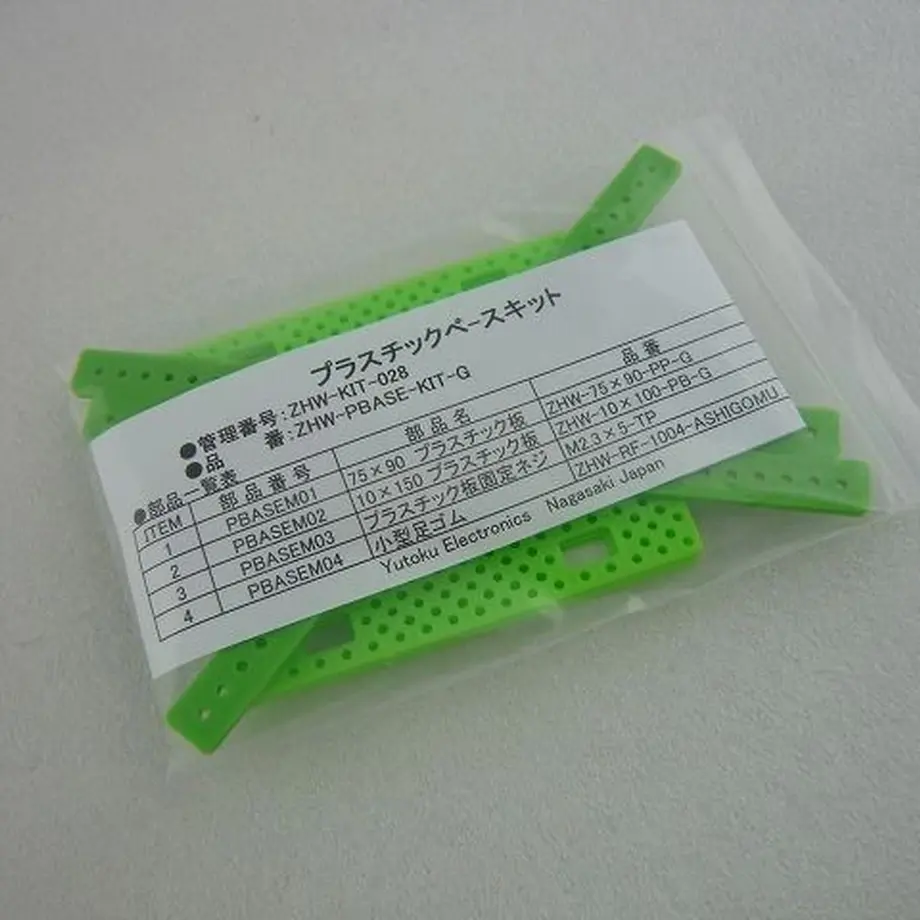 プラスチックベースキット
●管理番号:ZHW-KIT-028
●品　　番:ZHW-PBASE-KIT-G
●部品一覧表
ITEM 部品番号 部品名 品番
1 PBASEM01 75×90 プラスチック板 ZHW-75×90-PP-G
2 PBASEM02 10×150 プラスチック板 ZHW-10×100-PB-G
3 PBASEM03 プラスチック板固定ネジ M2.3×5-TP
4 PBASEM04 小型足ゴム ZHW-RF-1004-ASHIGOMU
Yutoku Electronics Nagasaki Japan